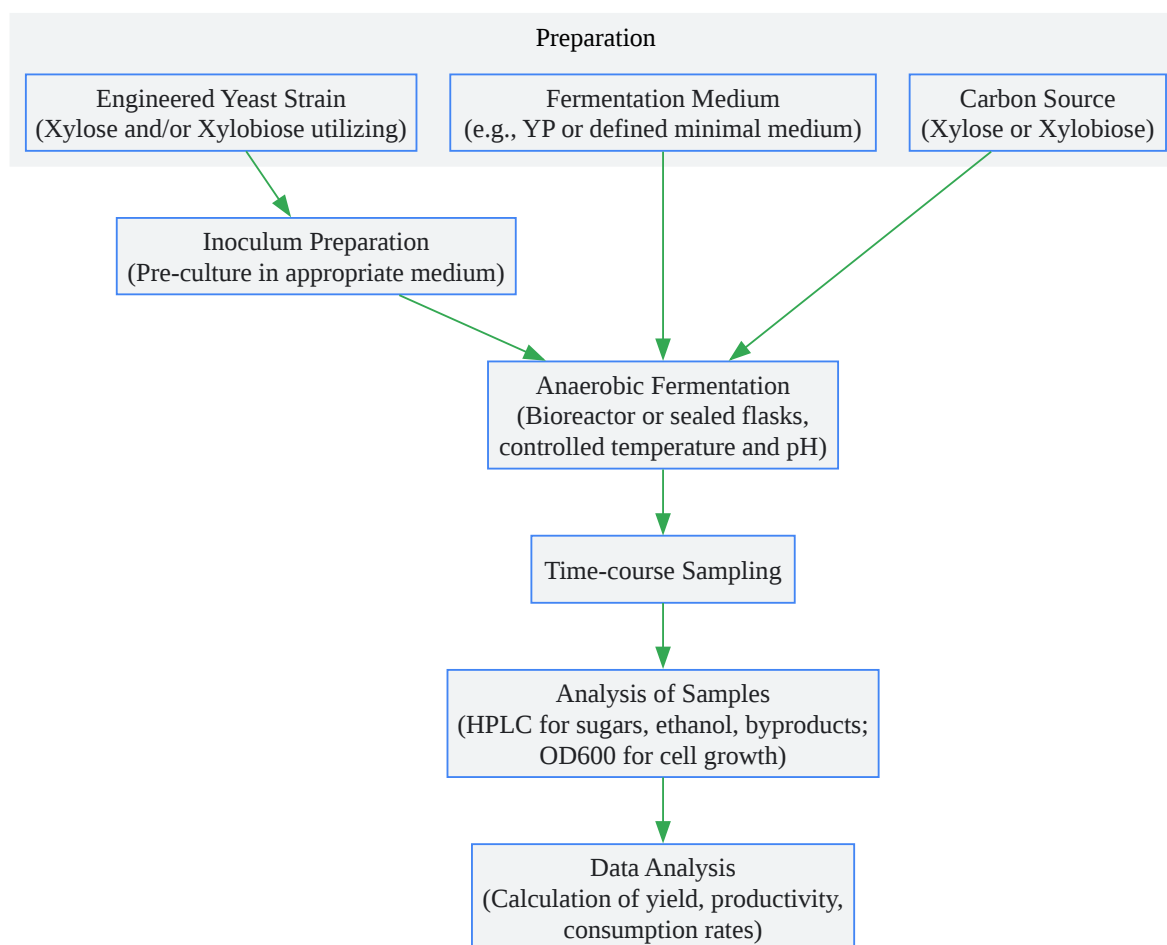 Preparation
Engineered Yeast Strain
(Xylose and/or Xylobiose utilizing)
Fermentation Medium
(e.g., YP or defined minimal medium)
Carbon Source
(Xylose or Xylobiose)
Inoculum Preparation
(Pre-culture in appropriate medium)
Anaerobic Fermentation
(Bioreactor or sealed flasks,
controlled temperature and pH)
Time-course Sampling
Analysis of Samples
(HPLC for sugars, ethanol, byproducts;
OD600 for cell growth)
Data Analysis
(Calculation of yield, productivity,
consumption rates)